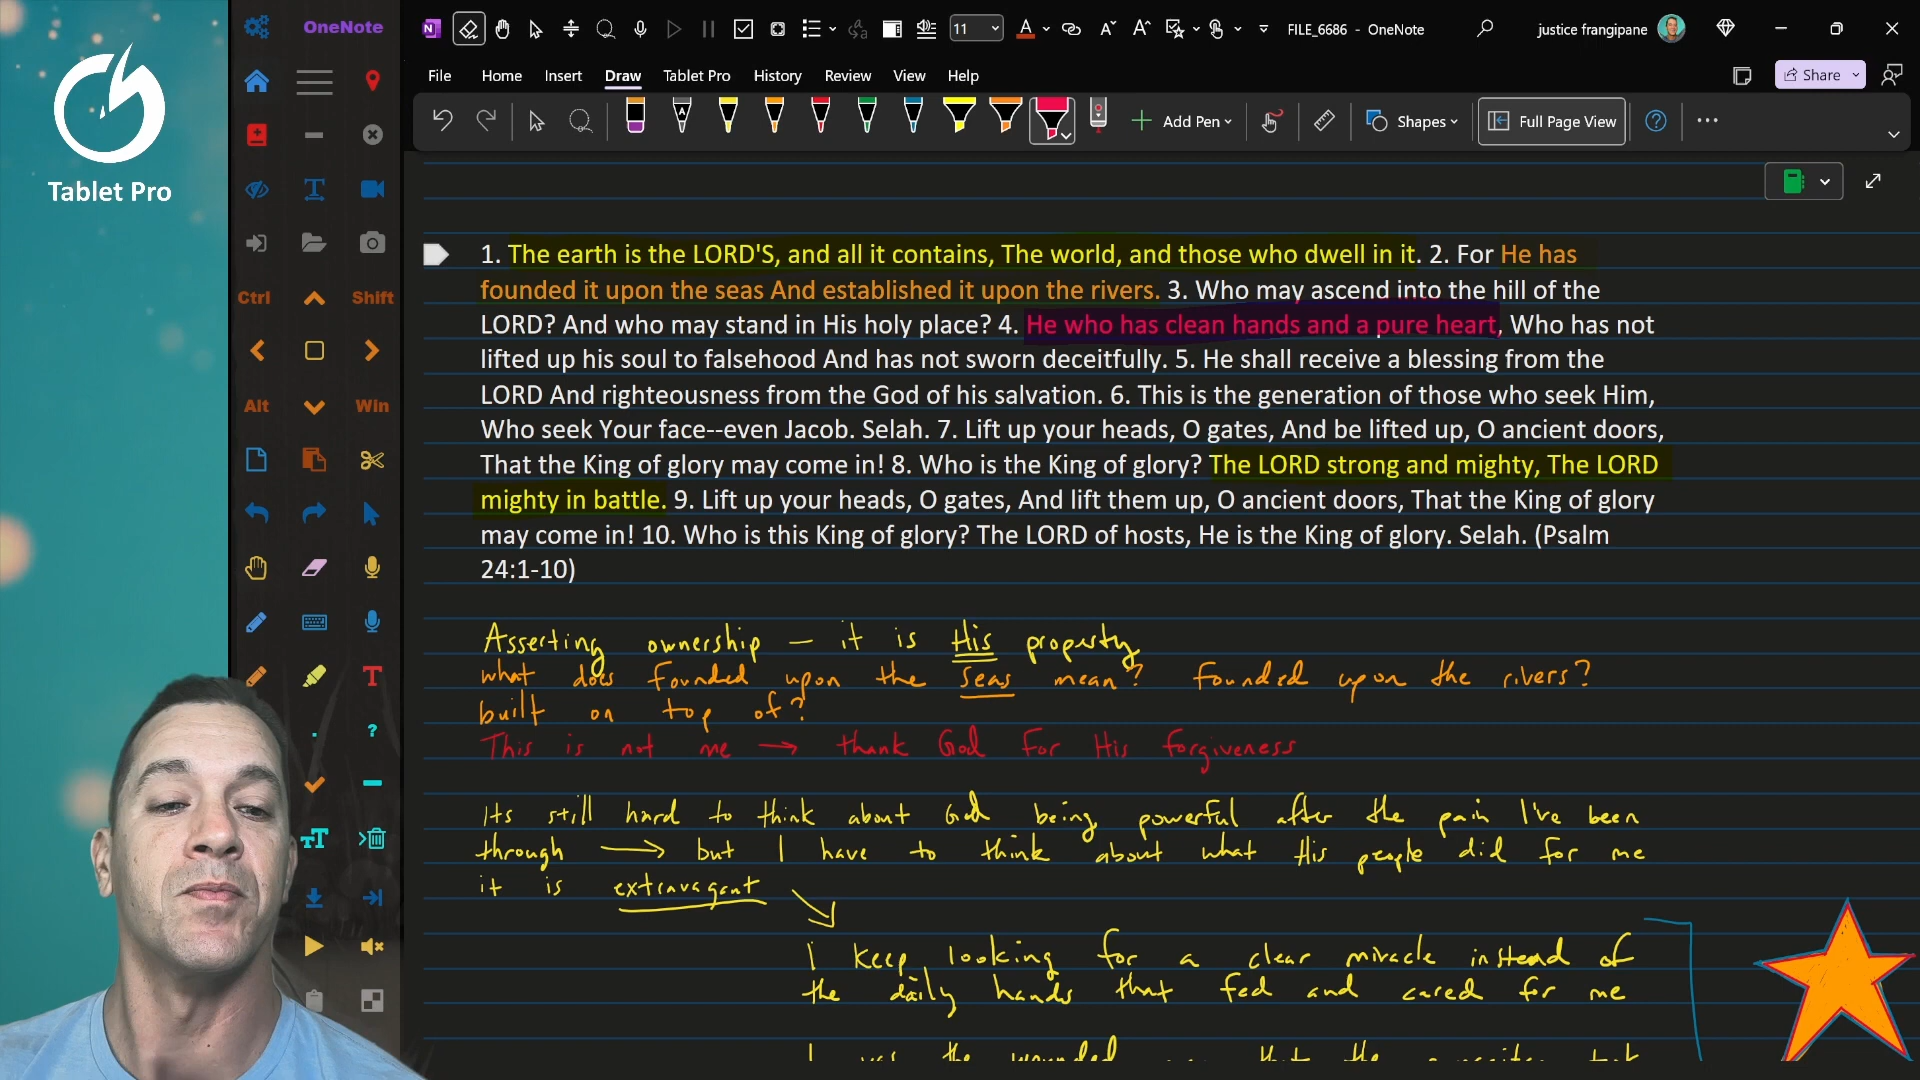 Tablet Pro
OneNote
Ctrl
Shift
Alt
Win
11
FILE_6686 - OneNote
justice frangipane
File
Home
Insert
Draw
Tablet Pro
History
Review
View
Help
Share
Add Pen
Shapes
Full Page View
1. The earth is the LORD'S, and all it contains, The world, and those who dwell in it. 2. For He has
founded it upon the seas And established it upon the rivers. 3. Who may ascend into the hill of the
LORD? And who may stand in His holy place? 4. He who has clean hands and a pure heart, Who has not
lifted up his soul to falsehood And has not sworn deceitfully. 5. He shall receive a blessing from the
LORD And righteousness from the God of his salvation. 6. This is the generation of those who seek Him,
Who seek Your face--even Jacob. Selah. 7. Lift up your heads, O gates, And be lifted up, O ancient doors,
That the King of glory may come in! 8. Who is the King of glory? The LORD strong and mighty, The LORD
mighty in battle. 9. Lift up your heads, O gates, And lift them up, O ancient doors, That the King of glory
may come in! 10. Who is this King of glory? The LORD of hosts, He is the King of glory. Selah. (Psalm
24:1-10)
Asserting ownership — it is His property
what does founded upon the seas mean? Founded upon the rivers?
built on top of?
This is not me → thank God for His forgiveness
Its still hard to think about God being powerful after the pain I've been
through → but I have to think about what His people did for me
it is extravagant
I keep looking for a clear miracle instead of
the daily hands that fed and cared for me
I was the wounded
that the